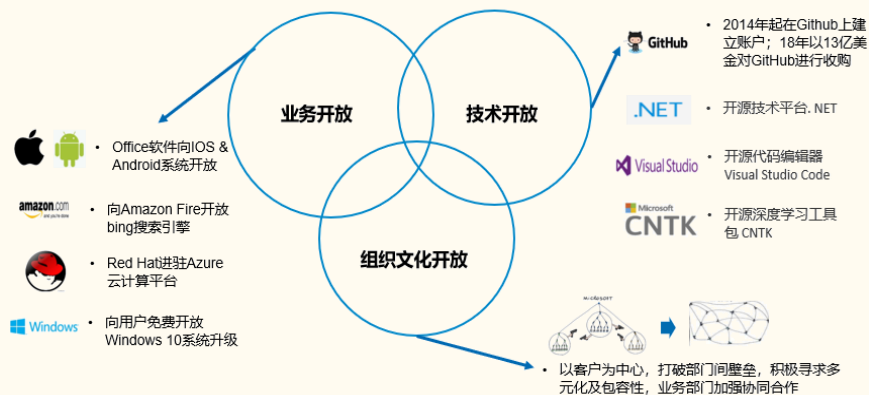 业务开放
技术开放
组织文化开放
Office软件向IOS &
Android系统开放
amazon.com
and you're done
向Amazon Fire开放
bing搜索引擎
Red Hat进驻Azure
云计算平台
Windows
向用户免费开放
Windows 10系统升级
GitHub
2014年起在Github上建
立账户；18年以13亿美
金对GitHub进行收购
.NET
开源技术平台. NET
Visual Studio
开源代码编辑器
Visual Studio Code
Microsoft
CNTK
开源深度学习工具
包 CNTK
MICROSOFT
以客户为中心，打破部门间壁垒，积极寻求多
元化及包容性，业务部门加强协同合作